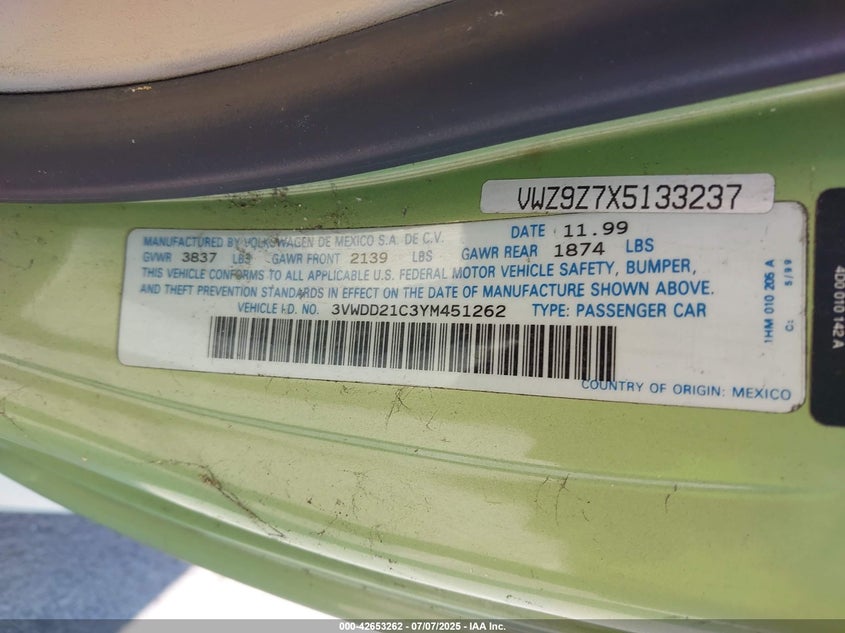 VWZ9Z7X5133237
MANUFACTURED BY VOLKSWAGEN DE MEXICO S.A. DE C.V. DATE 11.99
GVWR 3837 LBS GAWR FRONT 2139 LBS GAWR REAR 1874 LBS
THIS VEHICLE CONFORMS TO ALL APPLICABLE U.S. FEDERAL MOTOR VEHICLE SAFETY, BUMPER,
AND THEFT PREVENTION STANDARDS IN EFFECT ON THE DATE OF MANUFACTURE SHOWN ABOVE.
VEHICLE I.D. NO. 3VWDD21C3YM451262 TYPE: PASSENGER CAR
COUNTRY OF ORIGIN: MEXICO
1HM 010 205 A
C: 5/99
4D0 010 142 A
000-42653262 - 07/07/2025 - IAA Inc.